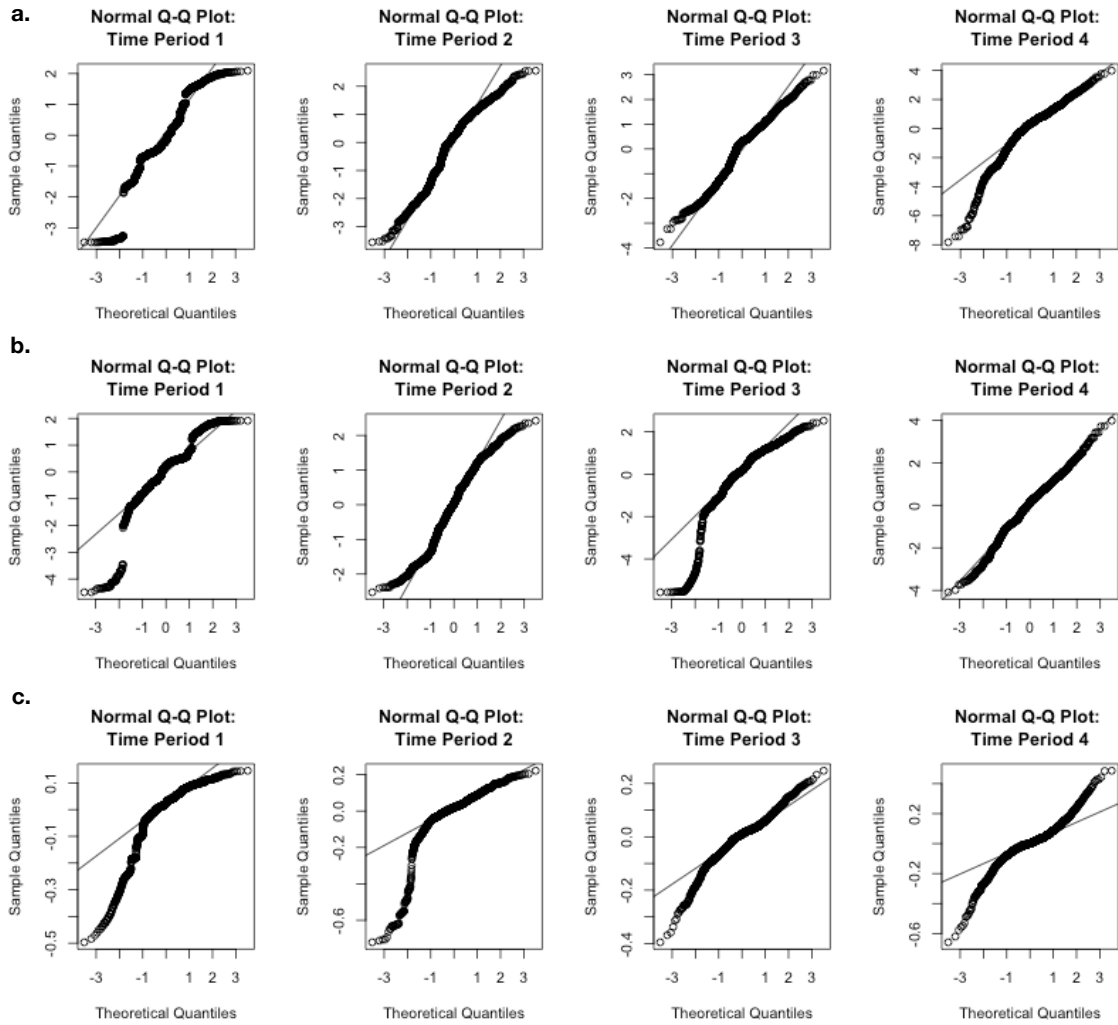 a.
Normal Q-Q Plot:
Time Period 1
Sample Quantiles
2
1
0
-1
-2
-3
-3 -1 0 1 2 3
Theoretical Quantiles
Normal Q-Q Plot:
Time Period 2
Sample Quantiles
2
1
0
-1
-2
-3
-3 -1 0 1 2 3
Theoretical Quantiles
Normal Q-Q Plot:
Time Period 3
Sample Quantiles
3
2
0
-2
-4
-3 -1 0 1 2 3
Theoretical Quantiles
Normal Q-Q Plot:
Time Period 4
Sample Quantiles
4
2
0
-2
-4
-6
-8
-3 -1 0 1 2 3
Theoretical Quantiles
b.
Normal Q-Q Plot:
Time Period 1
Sample Quantiles
2
1
0
-1
-2
-3
-4
-3 -1 0 1 2 3
Theoretical Quantiles
Normal Q-Q Plot:
Time Period 2
Sample Quantiles
2
1
0
-1
-2
-3 -1 0 1 2 3
Theoretical Quantiles
Normal Q-Q Plot:
Time Period 3
Sample Quantiles
2
0
-2
-4
-3 -1 0 1 2 3
Theoretical Quantiles
Normal Q-Q Plot:
Time Period 4
Sample Quantiles
4
2
0
-2
-4
-3 -1 0 1 2 3
Theoretical Quantiles
c.
Normal Q-Q Plot:
Time Period 1
Sample Quantiles
0.1
-0.1
-0.3
-0.5
-3 -1 0 1 2 3
Theoretical Quantiles
Normal Q-Q Plot:
Time Period 2
Sample Quantiles
0.2
0.0
-0.2
-0.6
-3 -1 0 1 2 3
Theoretical Quantiles
Normal Q-Q Plot:
Time Period 3
Sample Quantiles
0.2
0.0
-0.2
-0.4
-3 -1 0 1 2 3
Theoretical Quantiles
Normal Q-Q Plot:
Time Period 4
Sample Quantiles
0.2
-0.2
-0.6
-3 -1 0 1 2 3
Theoretical Quantiles